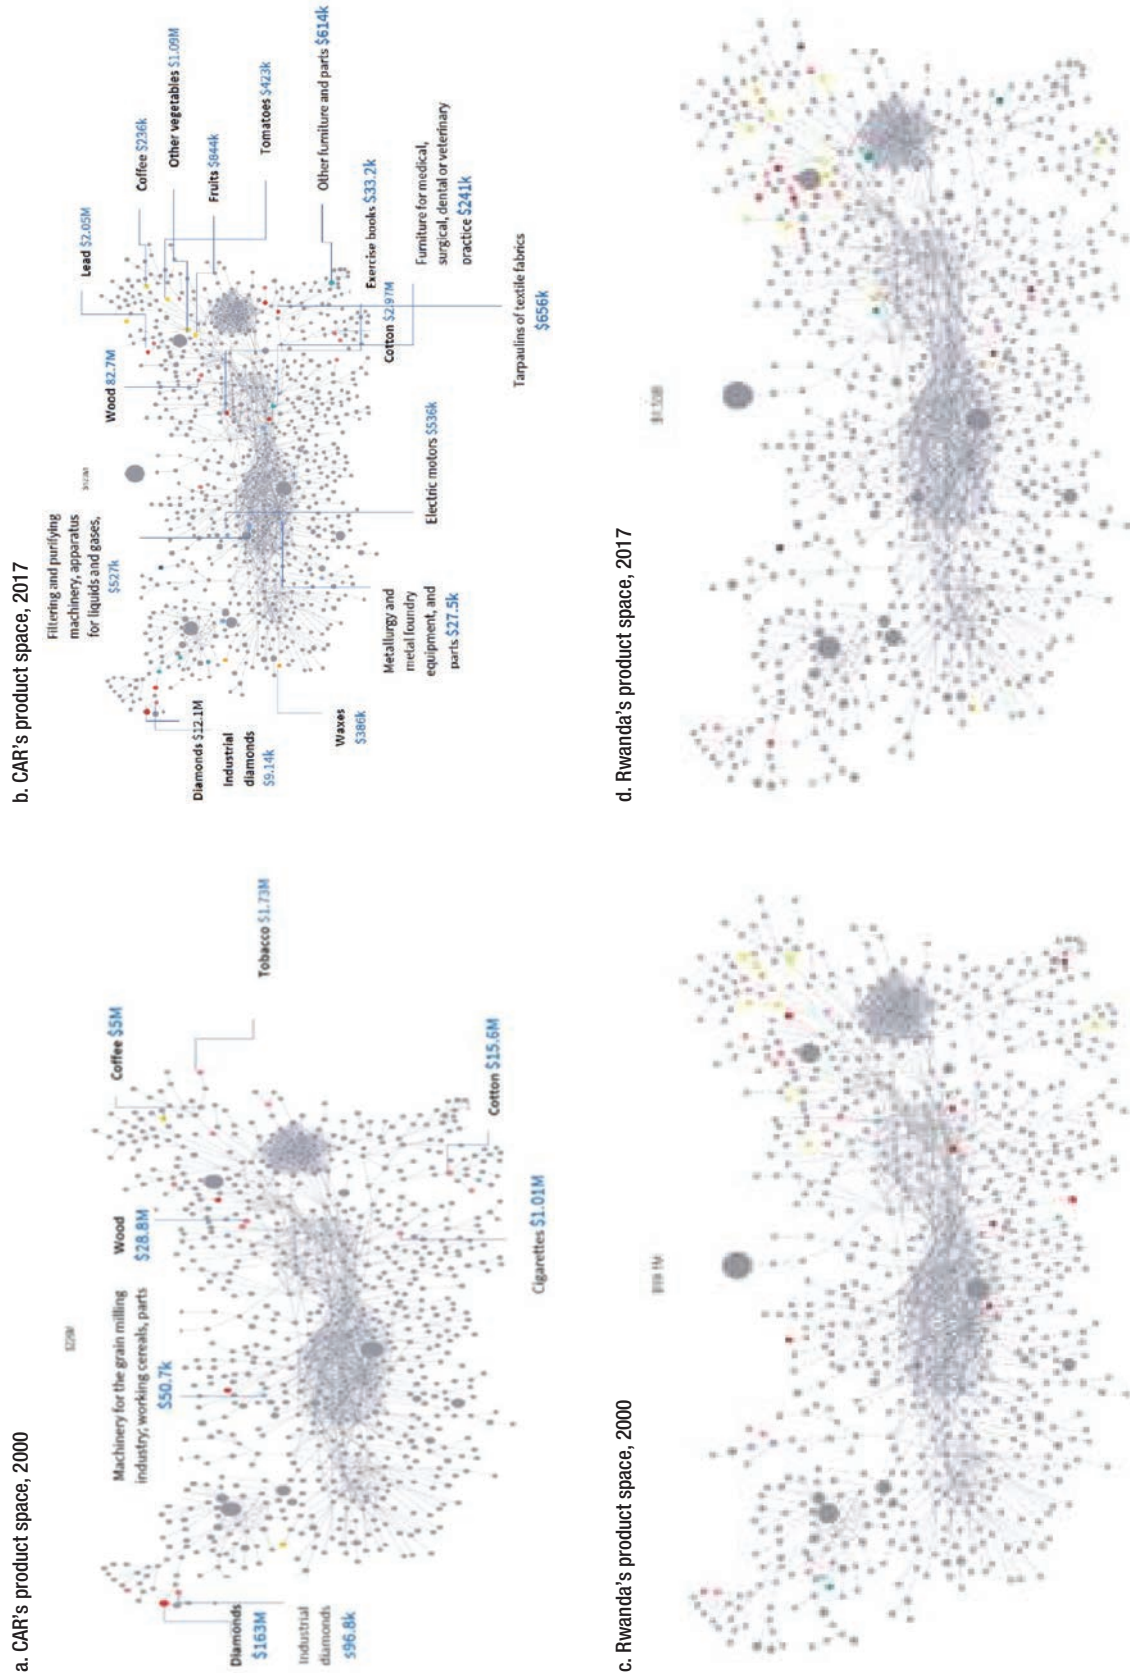 a. CAR's product space, 2000
Machinery for the grain milling
industry; working cereals, parts
$50.7k
Wood
$28.8M
Coffee $5M
Tobacco $1.73M
Diamonds
$163M
Industrial
diamonds
$96.8k
Cigarettes $1.01M
Cotton $15.6M
b. CAR's product space, 2017
Filtering and purifying
machinery, apparatus
for liquids and gases,
$527k
Wood 82.7M
Lead $2.05M
Coffee $236k
Other vegetables $1.09M
Fruits $844k
Tomatoes $423k
Other furniture and parts $614k
Exercise books $33.2k
Cotton $2.97M
Furniture for medical,
surgical, dental or veterinary
practice $241k
Tarpaulins of textile fabrics
$656k
Electric motors $536k
Metallurgy and
metal foundry
equipment, and
parts $27.5k
Diamonds $12.1M
Industrial
diamonds
$9.14k
Waxes
$386k
c. Rwanda's product space, 2000
d. Rwanda's product space, 2017